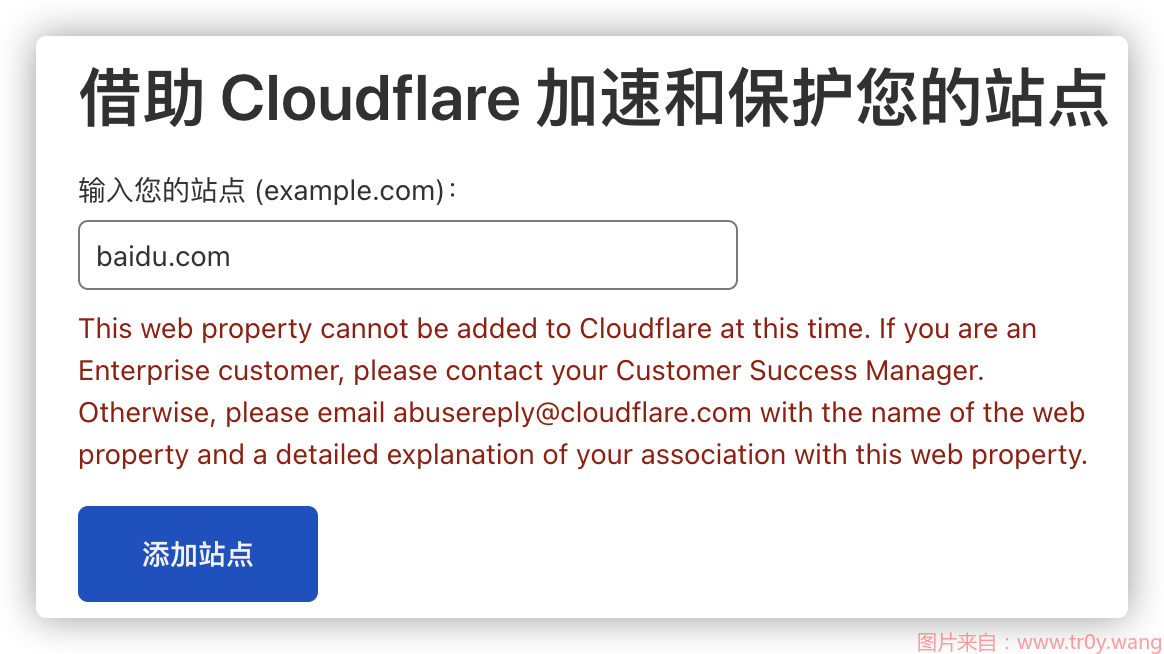 借助 Cloudflare 加速和保护您的站点
输入您的站点 (example.com)：
baidu.com
This web property cannot be added to Cloudflare at this time. If you are an
Enterprise customer, please contact your Customer Success Manager.
Otherwise, please email abusereply@cloudflare.com with the name of the web
property and a detailed explanation of your association with this web property.
添加站点
图片来自：www.tr0y.wang